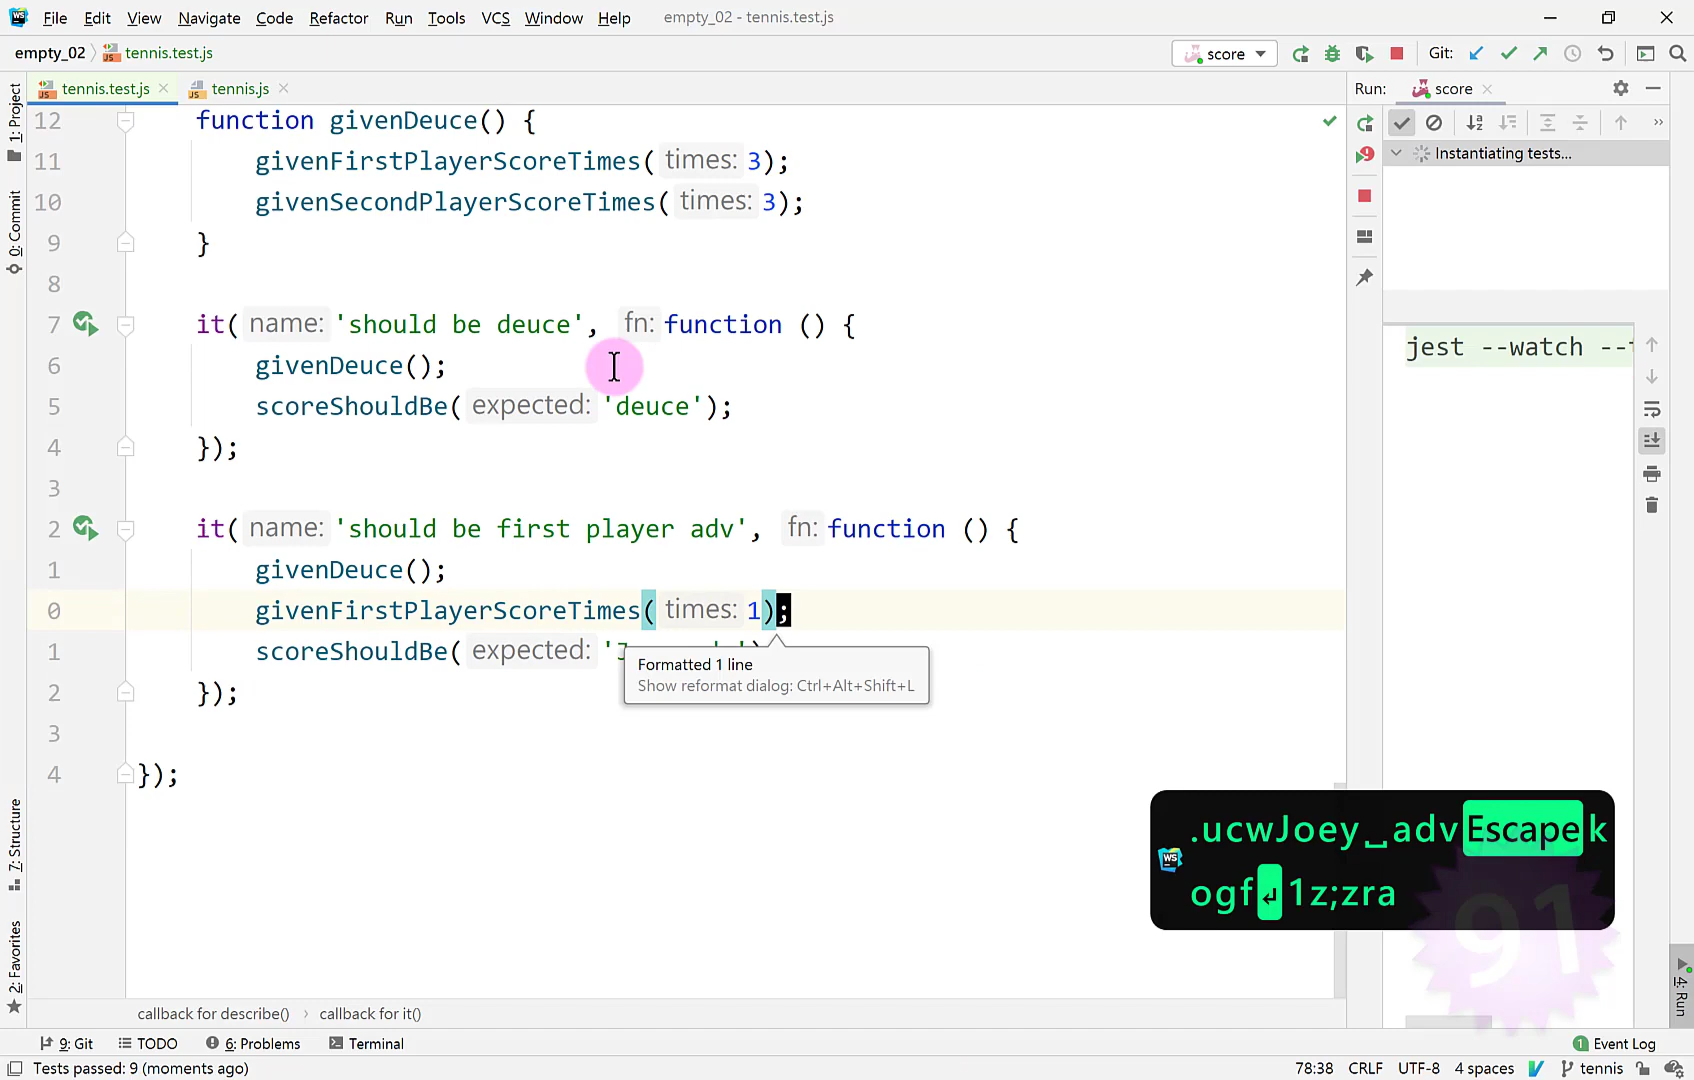 File Edit View Navigate Code Refactor Run Tools VCS Window Help empty_02 - tennis.test.js
empty_02 tennis.test.js score Git:
tennis.test.js tennis.js Run: score
1: Project
0: Commit
7: Structure
2: Favorites
12 function givenDeuce() {
11 givenFirstPlayerScoreTimes( times: 3);
10 givenSecondPlayerScoreTimes( times: 3);
9 }
8
7 it( name: 'should be deuce', fn: function () {
6 givenDeuce();
5 scoreShouldBe( expected: 'deuce');
4 });
3
2 it( name: 'should be first player adv', fn: function () {
1 givenDeuce();
0 givenFirstPlayerScoreTimes( times: 1);
1 scoreShouldBe( expected:
2 });
3
4 });
Formatted 1 line
Show reformat dialog: Ctrl+Alt+Shift+L
Instantiating tests...
jest --watch
.ucwJoey␣adv Escape k
ogf↵1z;zra
91
4: Run
callback for describe() › callback for it()
9: Git TODO 6: Problems Terminal 1 Event Log
Tests passed: 9 (moments ago) 78:38 CRLF UTF-8 4 spaces tennis